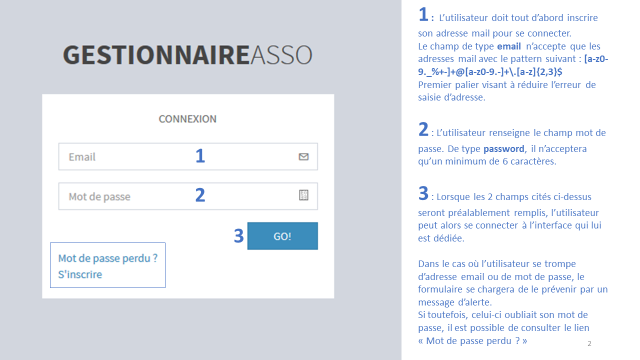 GESTIONNAIREASSO
CONNEXION
Email 1
Mot de passe 2
3 GO!
Mot de passe perdu ?
S'inscrire
1 : L'utilisateur doit tout d'abord inscrire
son adresse mail pour se connecter.
Le champ de type email n'accepte que les
adresses mail avec le pattern suivant : [a-z0-
9._%+-]+@[a-z0-9.-]+\.[a-z]{2,3}$
Premier palier visant à réduire l'erreur de
saisie d'adresse.
2 : L'utilisateur renseigne le champ mot de
passe. De type password, il n'acceptera
qu'un minimum de 6 caractères.
3 : Lorsque les 2 champs cités ci-dessus
seront préalablement remplis, l'utilisateur
peut alors se connecter à l'interface qui lui
est dédiée.
Dans le cas où l'utilisateur se trompe
d'adresse email ou de mot de passe, le
formulaire se chargera de le prévenir par un
message d'alerte.
Si toutefois, celui-ci oubliait son mot de
passe, il est possible de consulter le lien
« Mot de passe perdu ? »
2